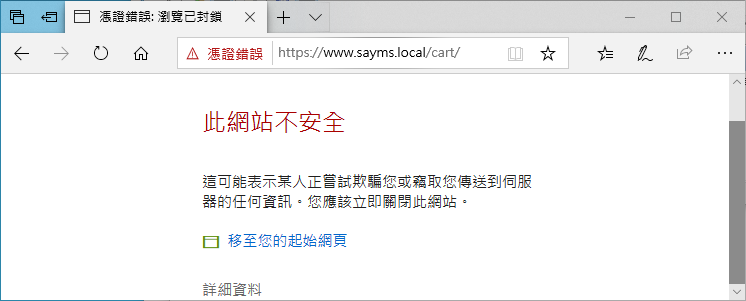 憑證錯誤: 瀏覽已封鎖
憑證錯誤 https://www.sayms.local/cart/
此網站不安全
這可能表示某人正嘗試欺騙您或竊取您傳送到伺服
器的任何資訊。您應該立即關閉此網站。
移至您的起始網頁
詳細資料